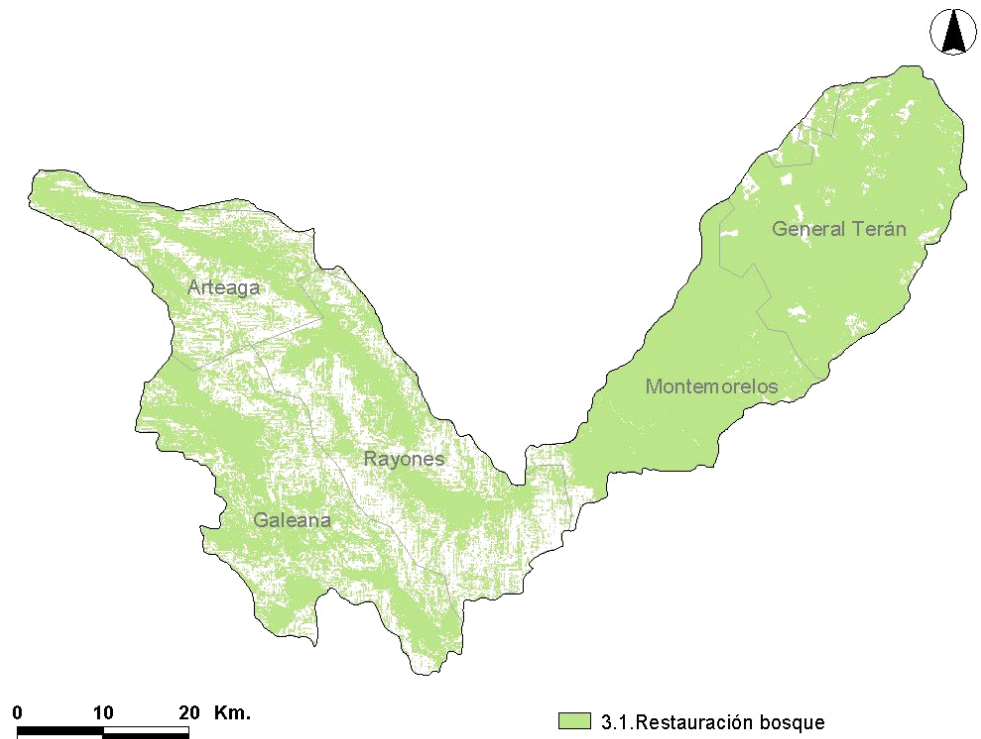 General Terán
Arteaga
Montemorelos
Rayones
Galeana
0 10 20 Km.
3.1.Restauración bosque